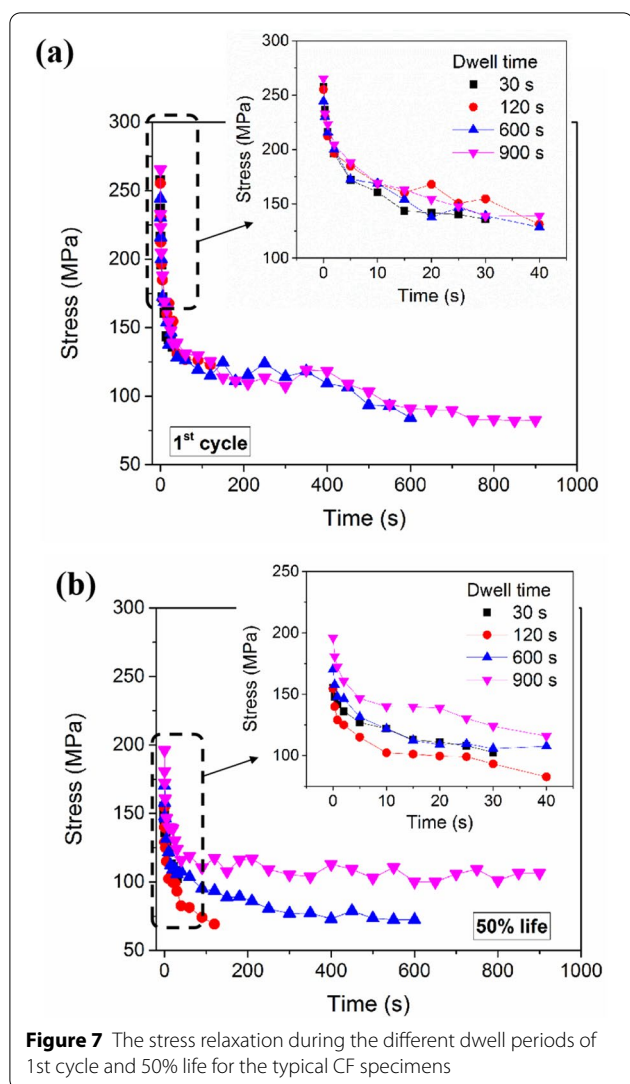 (a)
300
250
200
150
100
50
Stress (MPa)
0 200 400 600 800 1000
Time (s)
1st cycle
300
250
200
150
100
Stress (MPa)
0 10 20 30 40
Time (s)
Dwell time
30 s
120 s
600 s
900 s
(b)
300
250
200
150
100
50
Stress (MPa)
0 200 400 600 800 1000
Time (s)
50% life
250
200
150
100
Stress (MPa)
0 10 20 30 40
Time (s)
Dwell time
30 s
120 s
600 s
900 s
Figure 7 The stress relaxation during the different dwell periods of
1st cycle and 50% life for the typical CF specimens